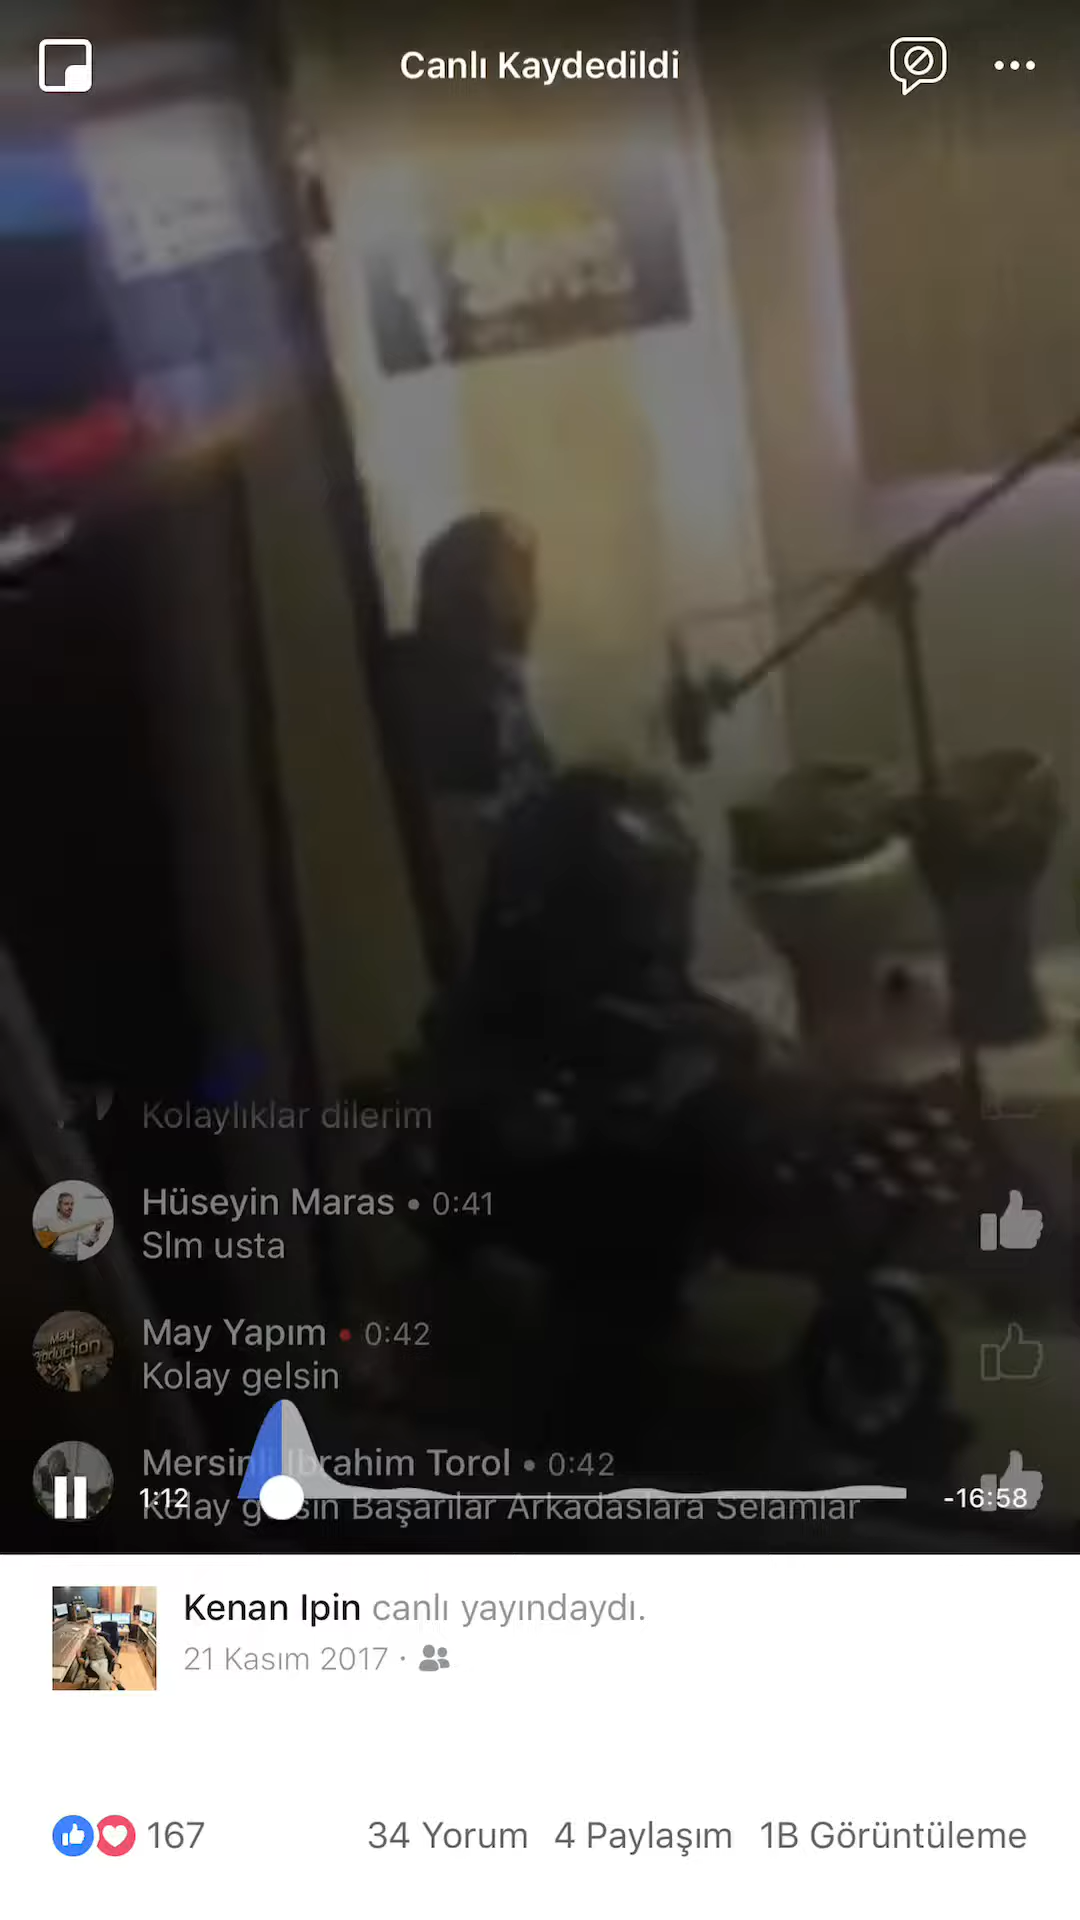 Canlı Kaydedildi
Kolaylıklar dilerim
Hüseyin Maras • 0:41
Slm usta
May Yapım • 0:42
Kolay gelsin
Mersinli Ibrahim Torol • 0:42
Kolay gelsin Başarılar Arkadaslara Selamlar
1:12
-16:58
Kenan Ipin canlı yayındaydı.
21 Kasım 2017 ·
167
34 Yorum 4 Paylaşım 1B Görüntüleme